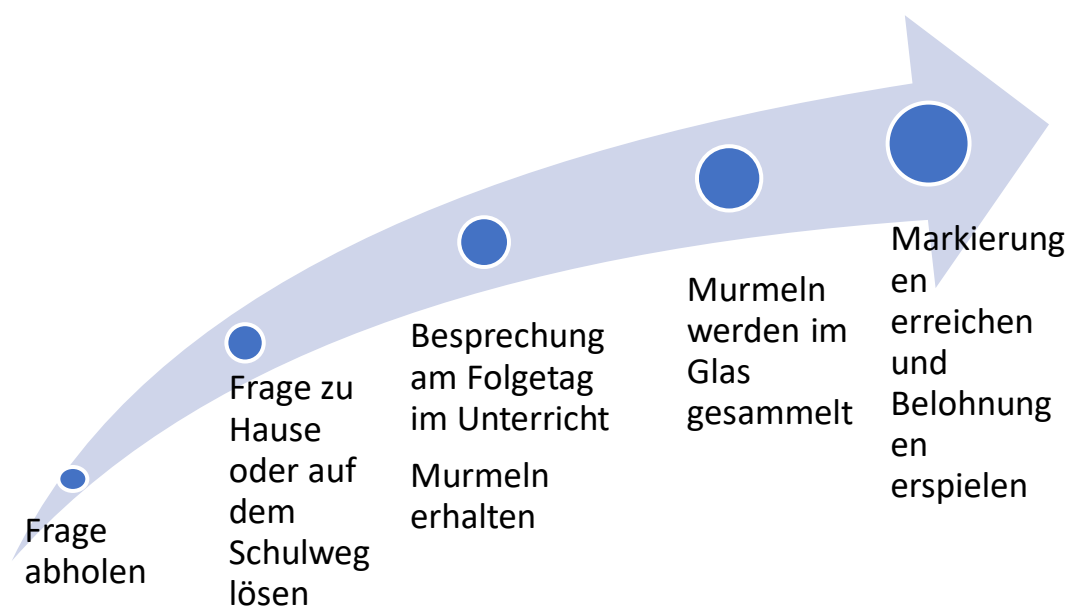 Frage
abholen
Frage zu
Hause
oder auf
dem
Schulweg
lösen
Besprechung
am Folgetag
im Unterricht
Murmeln
erhalten
Murmeln
werden im
Glas
gesammelt
Markierung
en
erreichen
und
Belohnung
en
erspielen